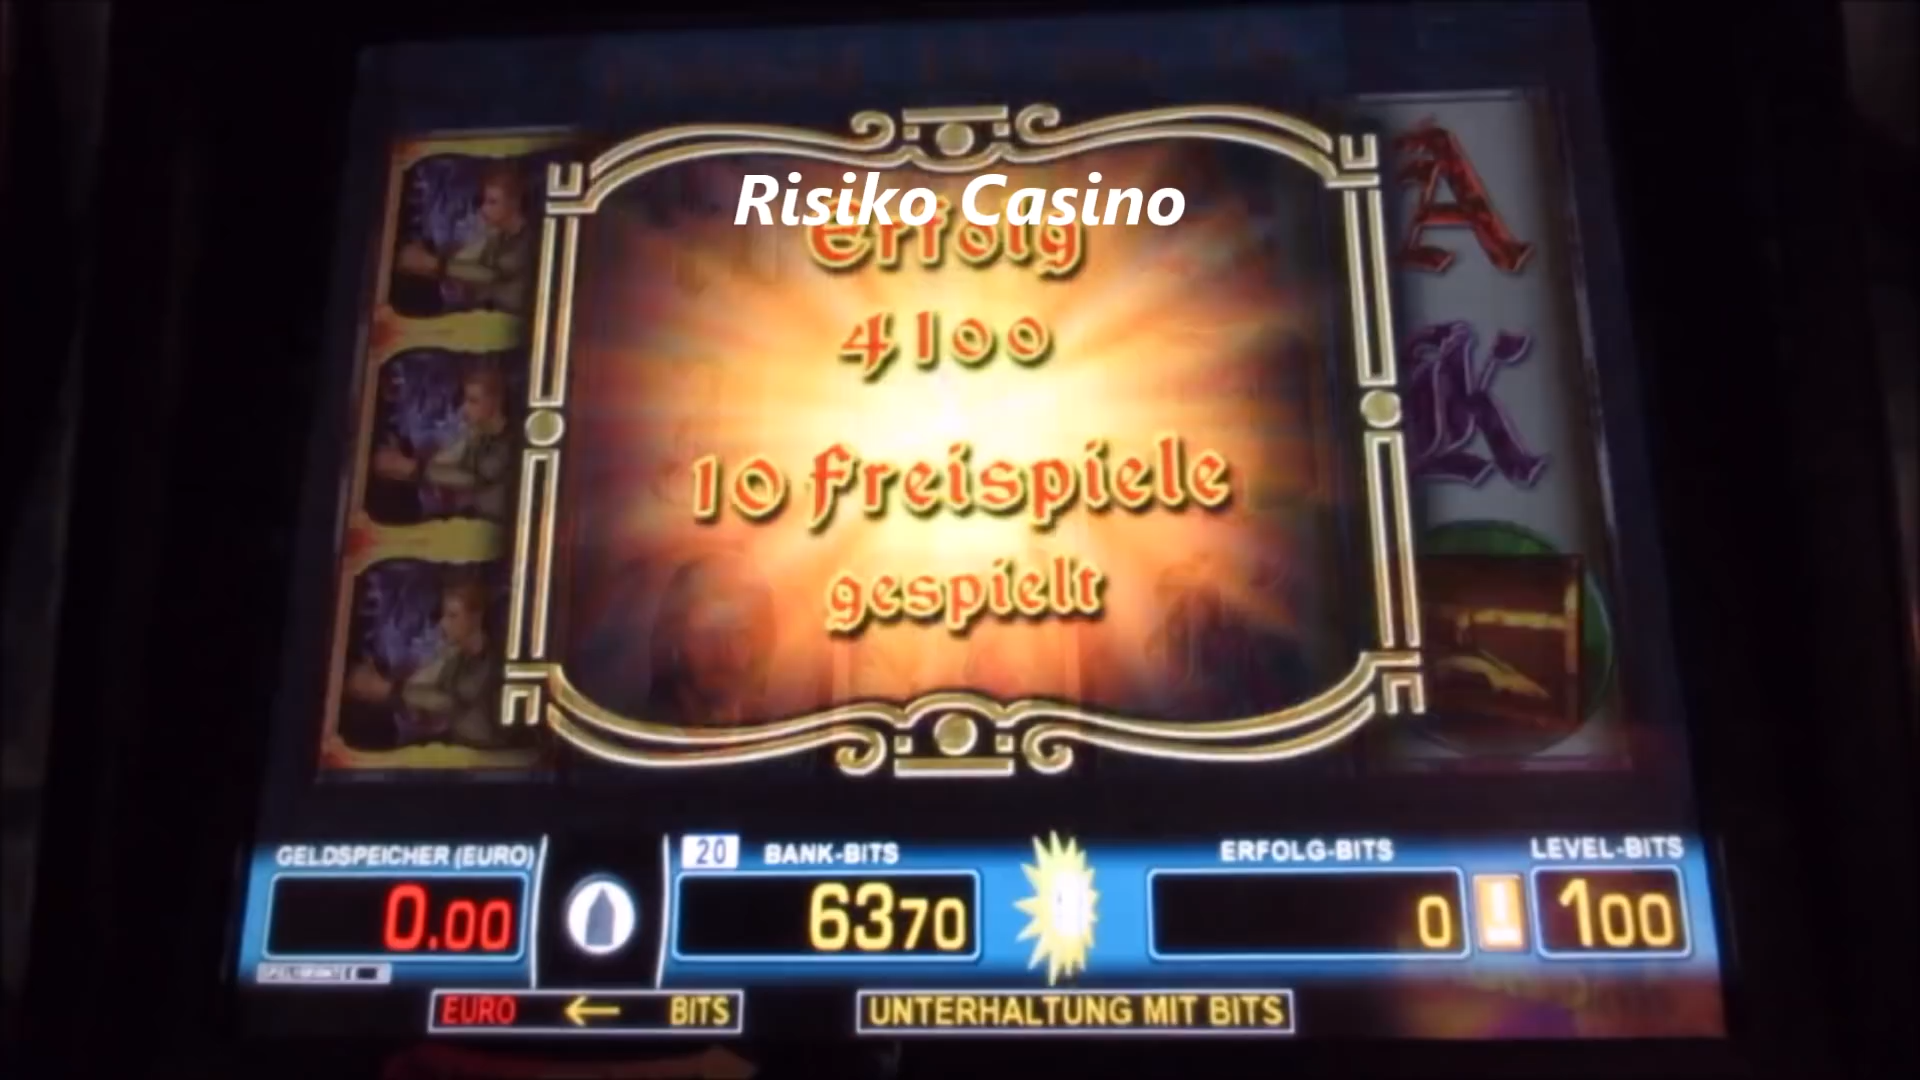 Risiko Casino
Erfolg
4100
10 Freispiele
gespielt
A
K
GELDSPEICHER (EURO)
20
BANK-BITS
ERFOLG-BITS
LEVEL-BITS
0.00
6370
0
100
EURO ← BITS
UNTERHALTUNG MIT BITS